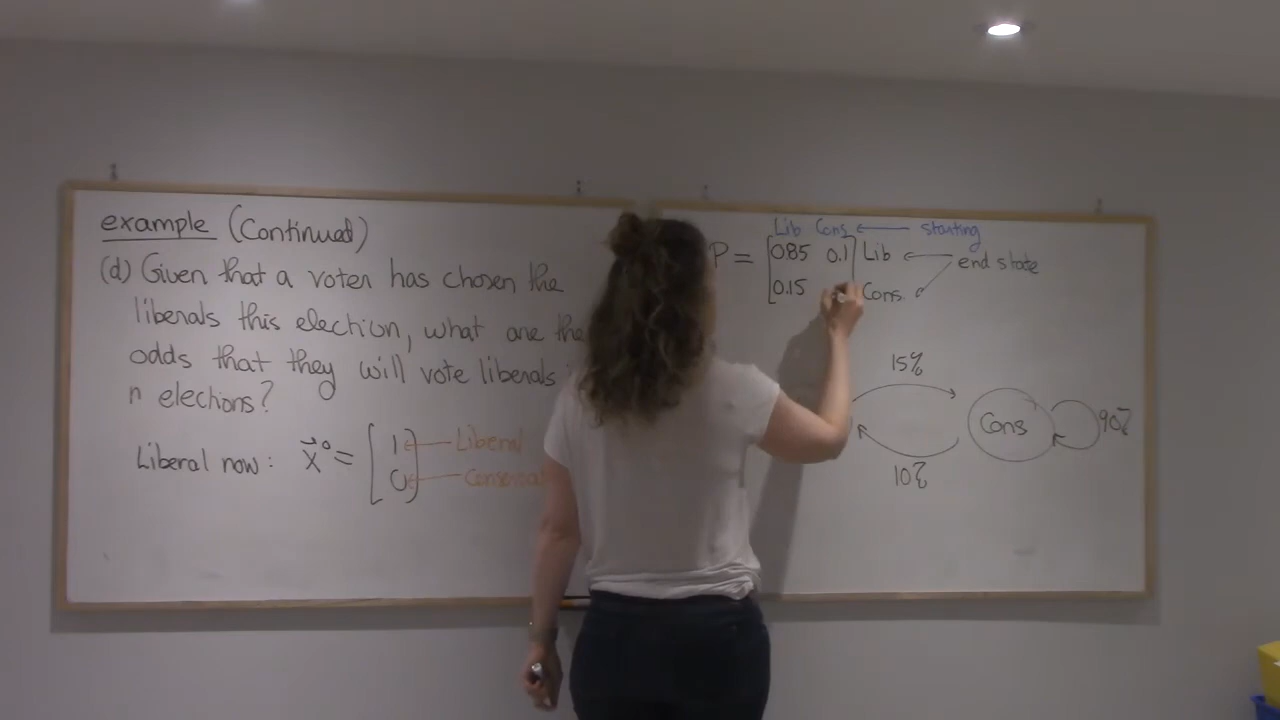 example (Continued)
(d) Given that a voter has chosen the
liberals this election, what are the
odds that they will vote liberals
n elections?
Liberal now: x⃗⁰ = [1
0]
Liberal
Lib Cons ← starting
P = [0.85 0.1] Lib ← end state
0.15 Cons.
15%
Cons 90%
10%